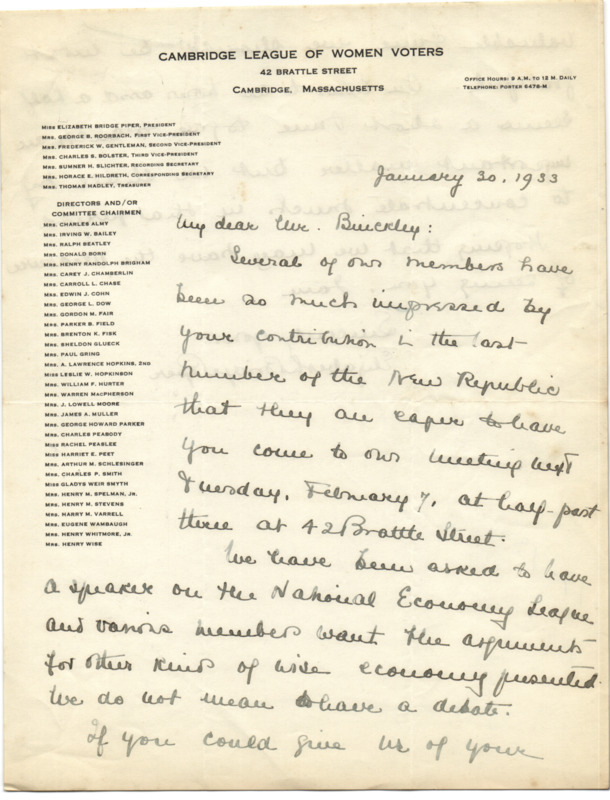 CAMBRIDGE LEAGUE OF WOMEN VOTERS
42 BRATTLE STREET
CAMBRIDGE, MASSACHUSETTS
OFFICE HOURS: 9 A.M. TO 12 M. DAILY
TELEPHONE: PORTER 5476-M
MISS ELIZABETH BRIDGE PIPER, PRESIDENT
MRS. GEORGE B. ROORBACH, FIRST VICE-PRESIDENT
MRS. FREDERICK W. GENTLEMAN, SECOND VICE-PRESIDENT
MRS. CHARLES S. BOLSTER, THIRD VICE-PRESIDENT
MRS. SUMNER H. SLICHTER, RECORDING SECRETARY
MRS. HORACE E. HILDRETH, CORRESPONDING SECRETARY
MRS. THOMAS HADLEY, TREASURER
DIRECTORS AND/OR
COMMITTEE CHAIRMEN
MRS. CHARLES ALMY
MRS. IRVING W. BAILEY
MRS. RALPH BEATLEY
MRS. DONALD BORN
MRS. HENRY RANDOLPH BRIGHAM
MRS. CAREY J. CHAMBERLIN
MRS. CARROLL L. CHASE
MRS. EDWIN J. COHN
MRS. GEORGE L. DOW
MRS. GORDON M. FAIR
MRS. PARKER B. FIELD
MRS. BRENTON K. FISK
MRS. SHELDON GLUECK
MRS. PAUL GRING
MRS. A. LAWRENCE HOPKINS, 2ND
MISS LESLIE W. HOPKINSON
MRS. WILLIAM F. HURTER
MRS. WARREN MACPHERSON
MRS. J. LOWELL MOORE
MRS. JAMES A. MULLER
MRS. GEORGE HOWARD PARKER
MRS. CHARLES PEABODY
MISS RACHEL PEASLEE
MISS HARRIET E. PEET
MRS. ARTHUR M. SCHLESINGER
MRS. CHARLES P. SMITH
MISS GLADYS WEIR SMYTH
MRS. HENRY M. SPELMAN, JR.
MRS. HENRY M. STEVENS
MRS. HARRY M. VARRELL
MRS. EUGENE WAMBAUGH
MRS. HENRY WHITMORE, JR.
MRS. HENRY WISE
January 30, 1933
My dear Mr. Binckley:
Several of our members have
been so much impressed by
your contribution in the last
number of the New Republic
that they are eager to have
you come to our meeting next
Tuesday, February 7, at half-past
three at 42 Brattle Street.
We have been asked to have
a speaker on the National Economy League
and various members want the arguments
for other kinds of wise economy presented.
We do not mean to have a debate.
If you could give us of your